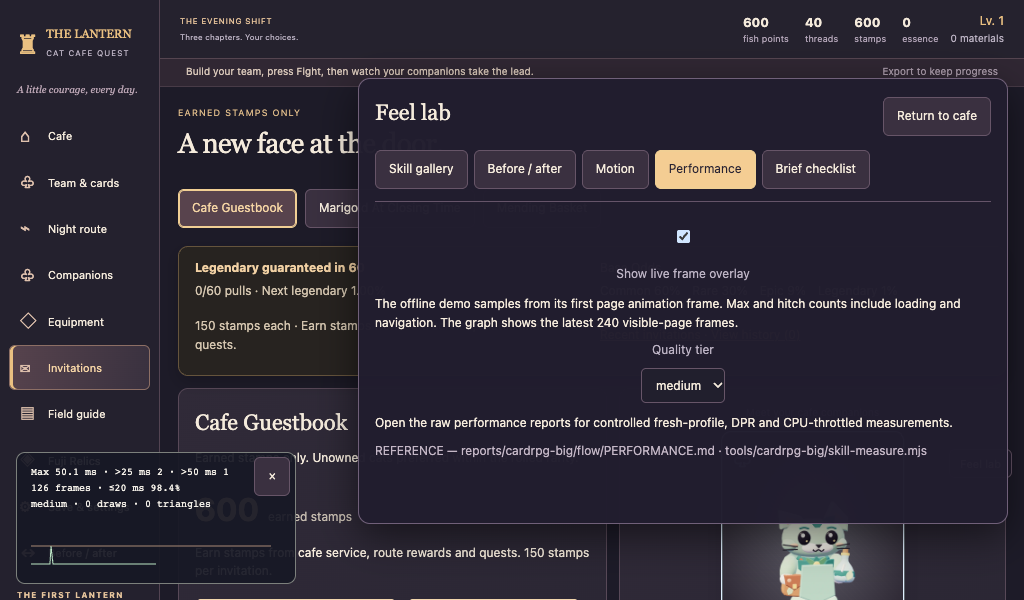 THE LANTERN
CAT CAFE QUEST
A little courage, every day.
Cafe
Team & cards
Night route
Companions
Equipment
Invitations
Field guide
Full Relics
Before / after
THE FIRST LANTERN
THE EVENING SHIFT
Three chapters. Your choices.
600 fish points
40 threads
600 stamps
0 essence
Lv. 1
0 materials
Build your team, press Fight, then watch your companions take the lead.
Export to keep progress
EARNED STAMPS ONLY
A new face at the door
Cafe Guestbook
Marigo
Legendary guaranteed in 6
0/60 pulls · Next legendary 1.
150 stamps each · Earn stam
quests.
Cafe Guestbook
Earned stamps only. Unowne
600 earned stamps
Earn stamps from cafe service, route rewards and quests. 150 stamps
per invitation.
Feel lab
Return to cafe
Skill gallery
Before / after
Motion
Performance
Brief checklist
Show live frame overlay
The offline demo samples from its first page animation frame. Max and hitch counts include loading and
navigation. The graph shows the latest 240 visible-page frames.
Quality tier
medium
Open the raw performance reports for controlled fresh-profile, DPR and CPU-throttled measurements.
REFERENCE — reports/cardrpg-big/flow/PERFORMANCE.md · tools/cardrpg-big/skill-measure.mjs
Max 50.1 ms · >25 ms 2 · >50 ms 1
126 frames · ≤20 ms 98.4%
medium · 0 draws · 0 triangles
×